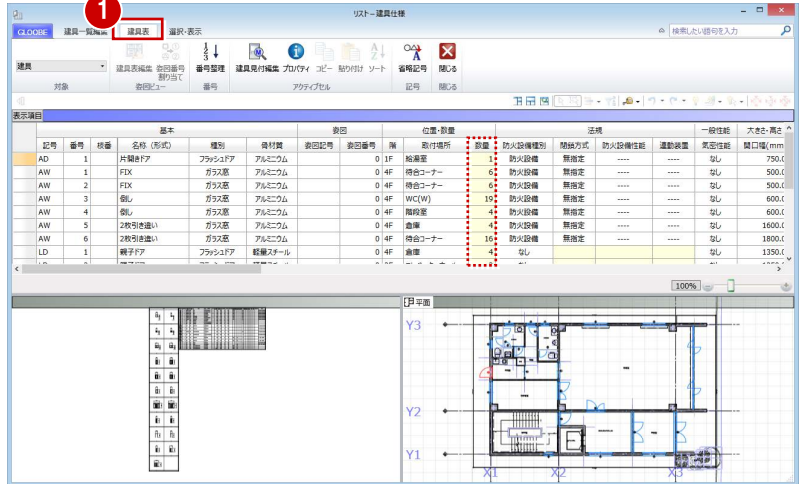 リスト－建具仕様
1
GLOOBE 建具一覧編集 建具表 選択・表示 検索したい語句を入力
建具
建具表編集 姿図番号割り当て 番号整理 建具見付編集 プロパティ コピー 貼り付け ソート 省略記号 閉じる
対象 姿図ビュー 番号 アクティブセル 記号 閉じる
表示項目
基本 姿図 位置・数量 法規 一般性能 大きさ・高さ
記号 番号 枝番 名称（形式） 種別 骨材質 姿図記号 姿図番号 階 取付場所 数量 防火設備種別 閉鎖方式 防火設備性能 連動装置 気密性能 開口幅(mm
AD 1 片開きドア フラッシュドア アルミニウム 0 1F 給湯室 1 防火設備 無指定 ---- ---- なし 750.0
AW 1 FIX ガラス窓 アルミニウム 0 4F 待合コーナー 6 防火設備 無指定 ---- ---- なし 500.0
AW 2 FIX ガラス窓 アルミニウム 0 4F 待合コーナー 6 防火設備 無指定 ---- ---- なし 500.0
AW 3 倒し ガラス窓 アルミニウム 0 4F WC(W) 19 防火設備 無指定 ---- ---- なし 600.0
AW 4 倒し ガラス窓 アルミニウム 0 4F 階段室 4 防火設備 無指定 ---- ---- なし 600.0
AW 5 2枚引き違い ガラス窓 アルミニウム 0 4F 倉庫 4 防火設備 無指定 ---- ---- なし 1600.0
AW 6 2枚引き違い ガラス窓 アルミニウム 0 4F 待合コーナー 16 防火設備 無指定 ---- ---- なし 1800.0
LD 1 親子ドア フラッシュドア 軽量スチール 0 4F 倉庫 4 なし なし 1350.0
100%
平面
Y3
Y2
Y1
X1 X2 X3